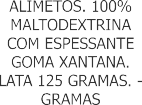 ALIMETOS. 100%
MALTODEXTRINA
COM ESPESSANTE
GOMA XANTANA.
LATA 125 GRAMAS. -
GRAMAS